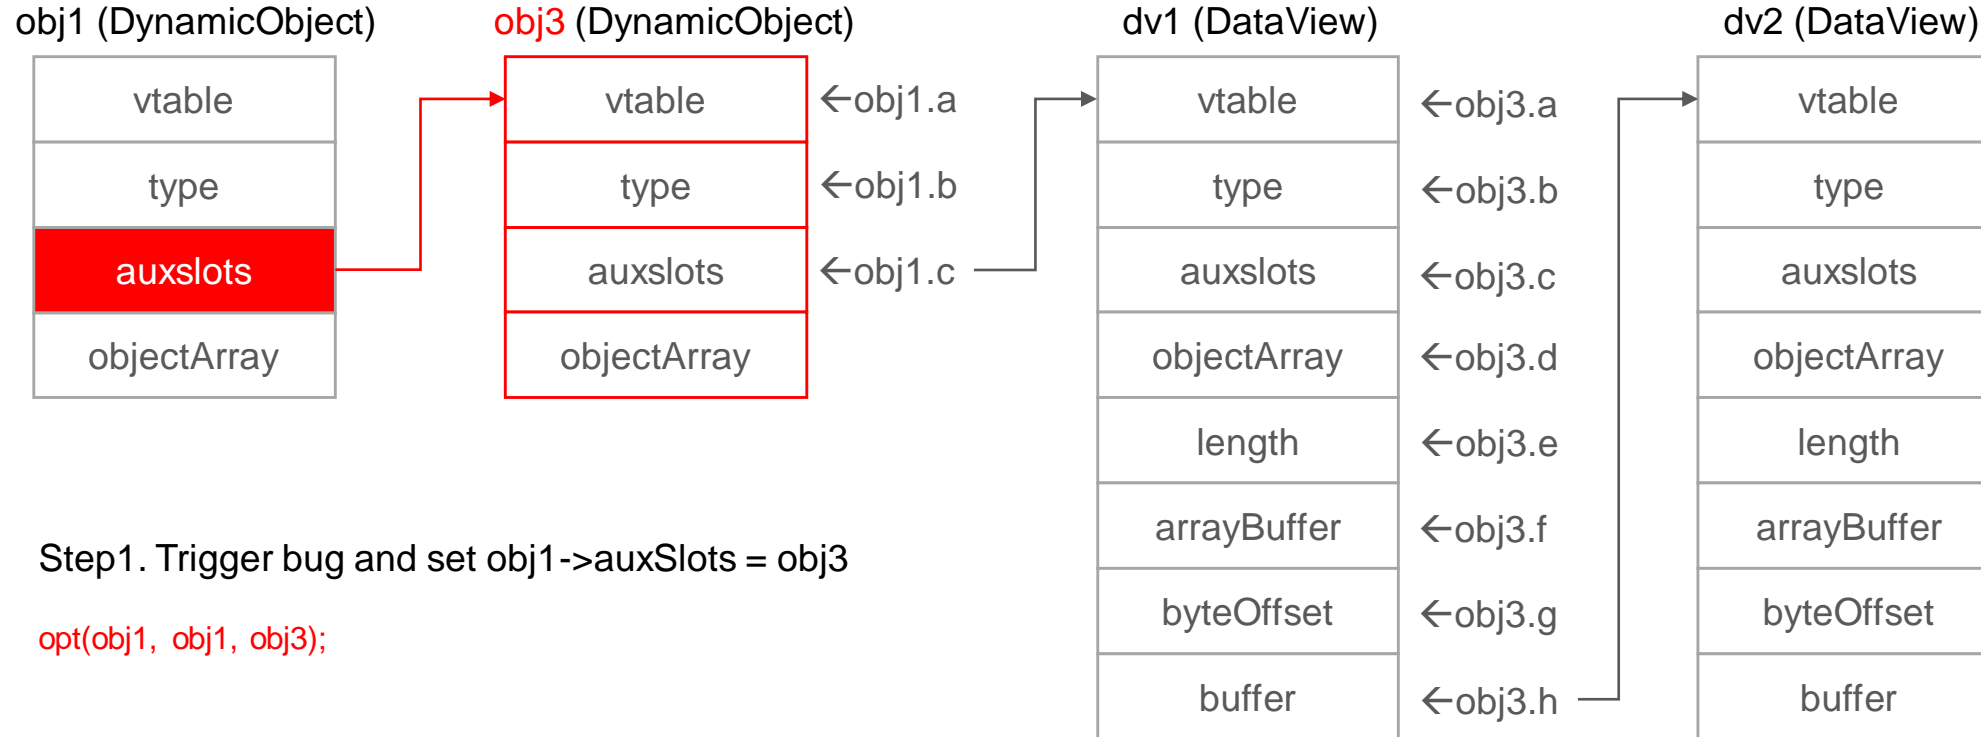 obj1 (DynamicObject)
obj3 (DynamicObject)
dv1 (DataView)
dv2 (DataView)
vtable
type
auxslots
objectArray
vtable
type
auxslots
objectArray
←obj1.a
←obj1.b
←obj1.c
vtable
type
auxslots
objectArray
length
arrayBuffer
byteOffset
buffer
←obj3.a
←obj3.b
←obj3.c
←obj3.d
←obj3.e
←obj3.f
←obj3.g
←obj3.h
vtable
type
auxslots
objectArray
length
arrayBuffer
byteOffset
buffer
Step1. Trigger bug and set obj1->auxSlots = obj3
opt(obj1, obj1, obj3);